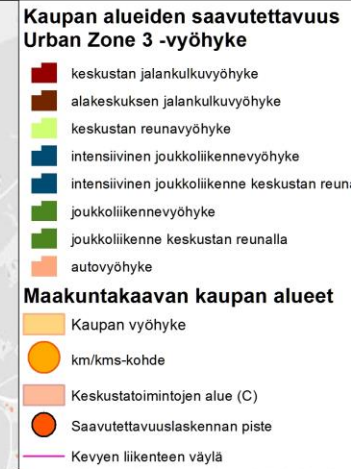 Kaupan alueiden saavutettavuus
Urban Zone 3 -vyöhyke
keskustan jalankulkuvyöhyke
alakeskuksen jalankulkuvyöhyke
keskustan reunavyöhyke
intensiivinen joukkoliikennevyöhyke
intensiivinen joukkoliikenne keskustan reuna
joukkoliikennevyöhyke
joukkoliikenne keskustan reunalla
autovyöhyke
Maakuntakaavan kaupan alueet
Kaupan vyöhyke
km/kms-kohde
Keskustatoimintojen alue (C)
Saavutettavuuslaskennan piste
Kevyen liikenteen väylä